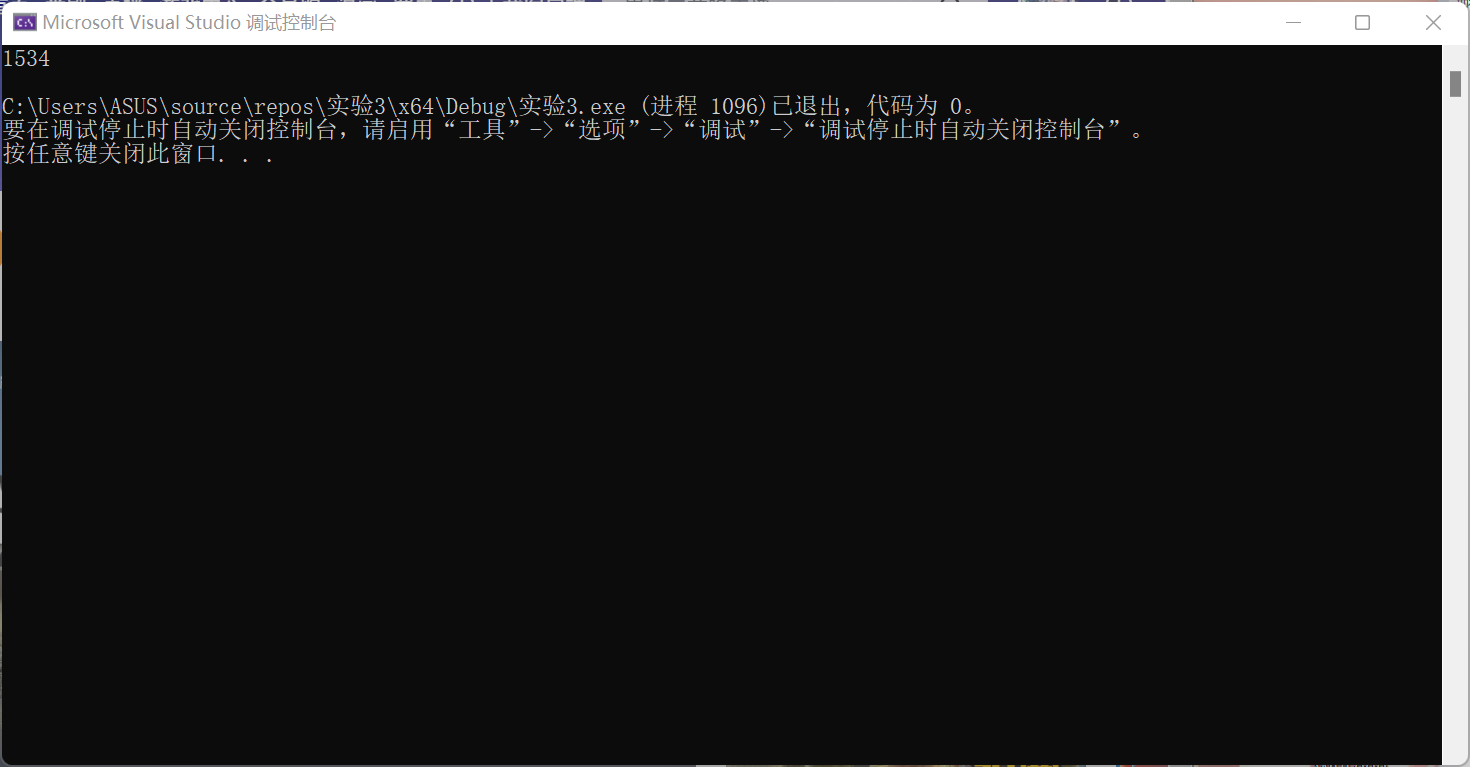 Microsoft Visual Studio 调试控制台
1534
C:\Users\ASUS\source\repos\实验3\x64\Debug\实验3.exe (进程 1096)已退出，代码为 0。
要在调试停止时自动关闭控制台，请启用“工具”->“选项”->“调试”->“调试停止时自动关闭控制台”。
按任意键关闭此窗口. . .